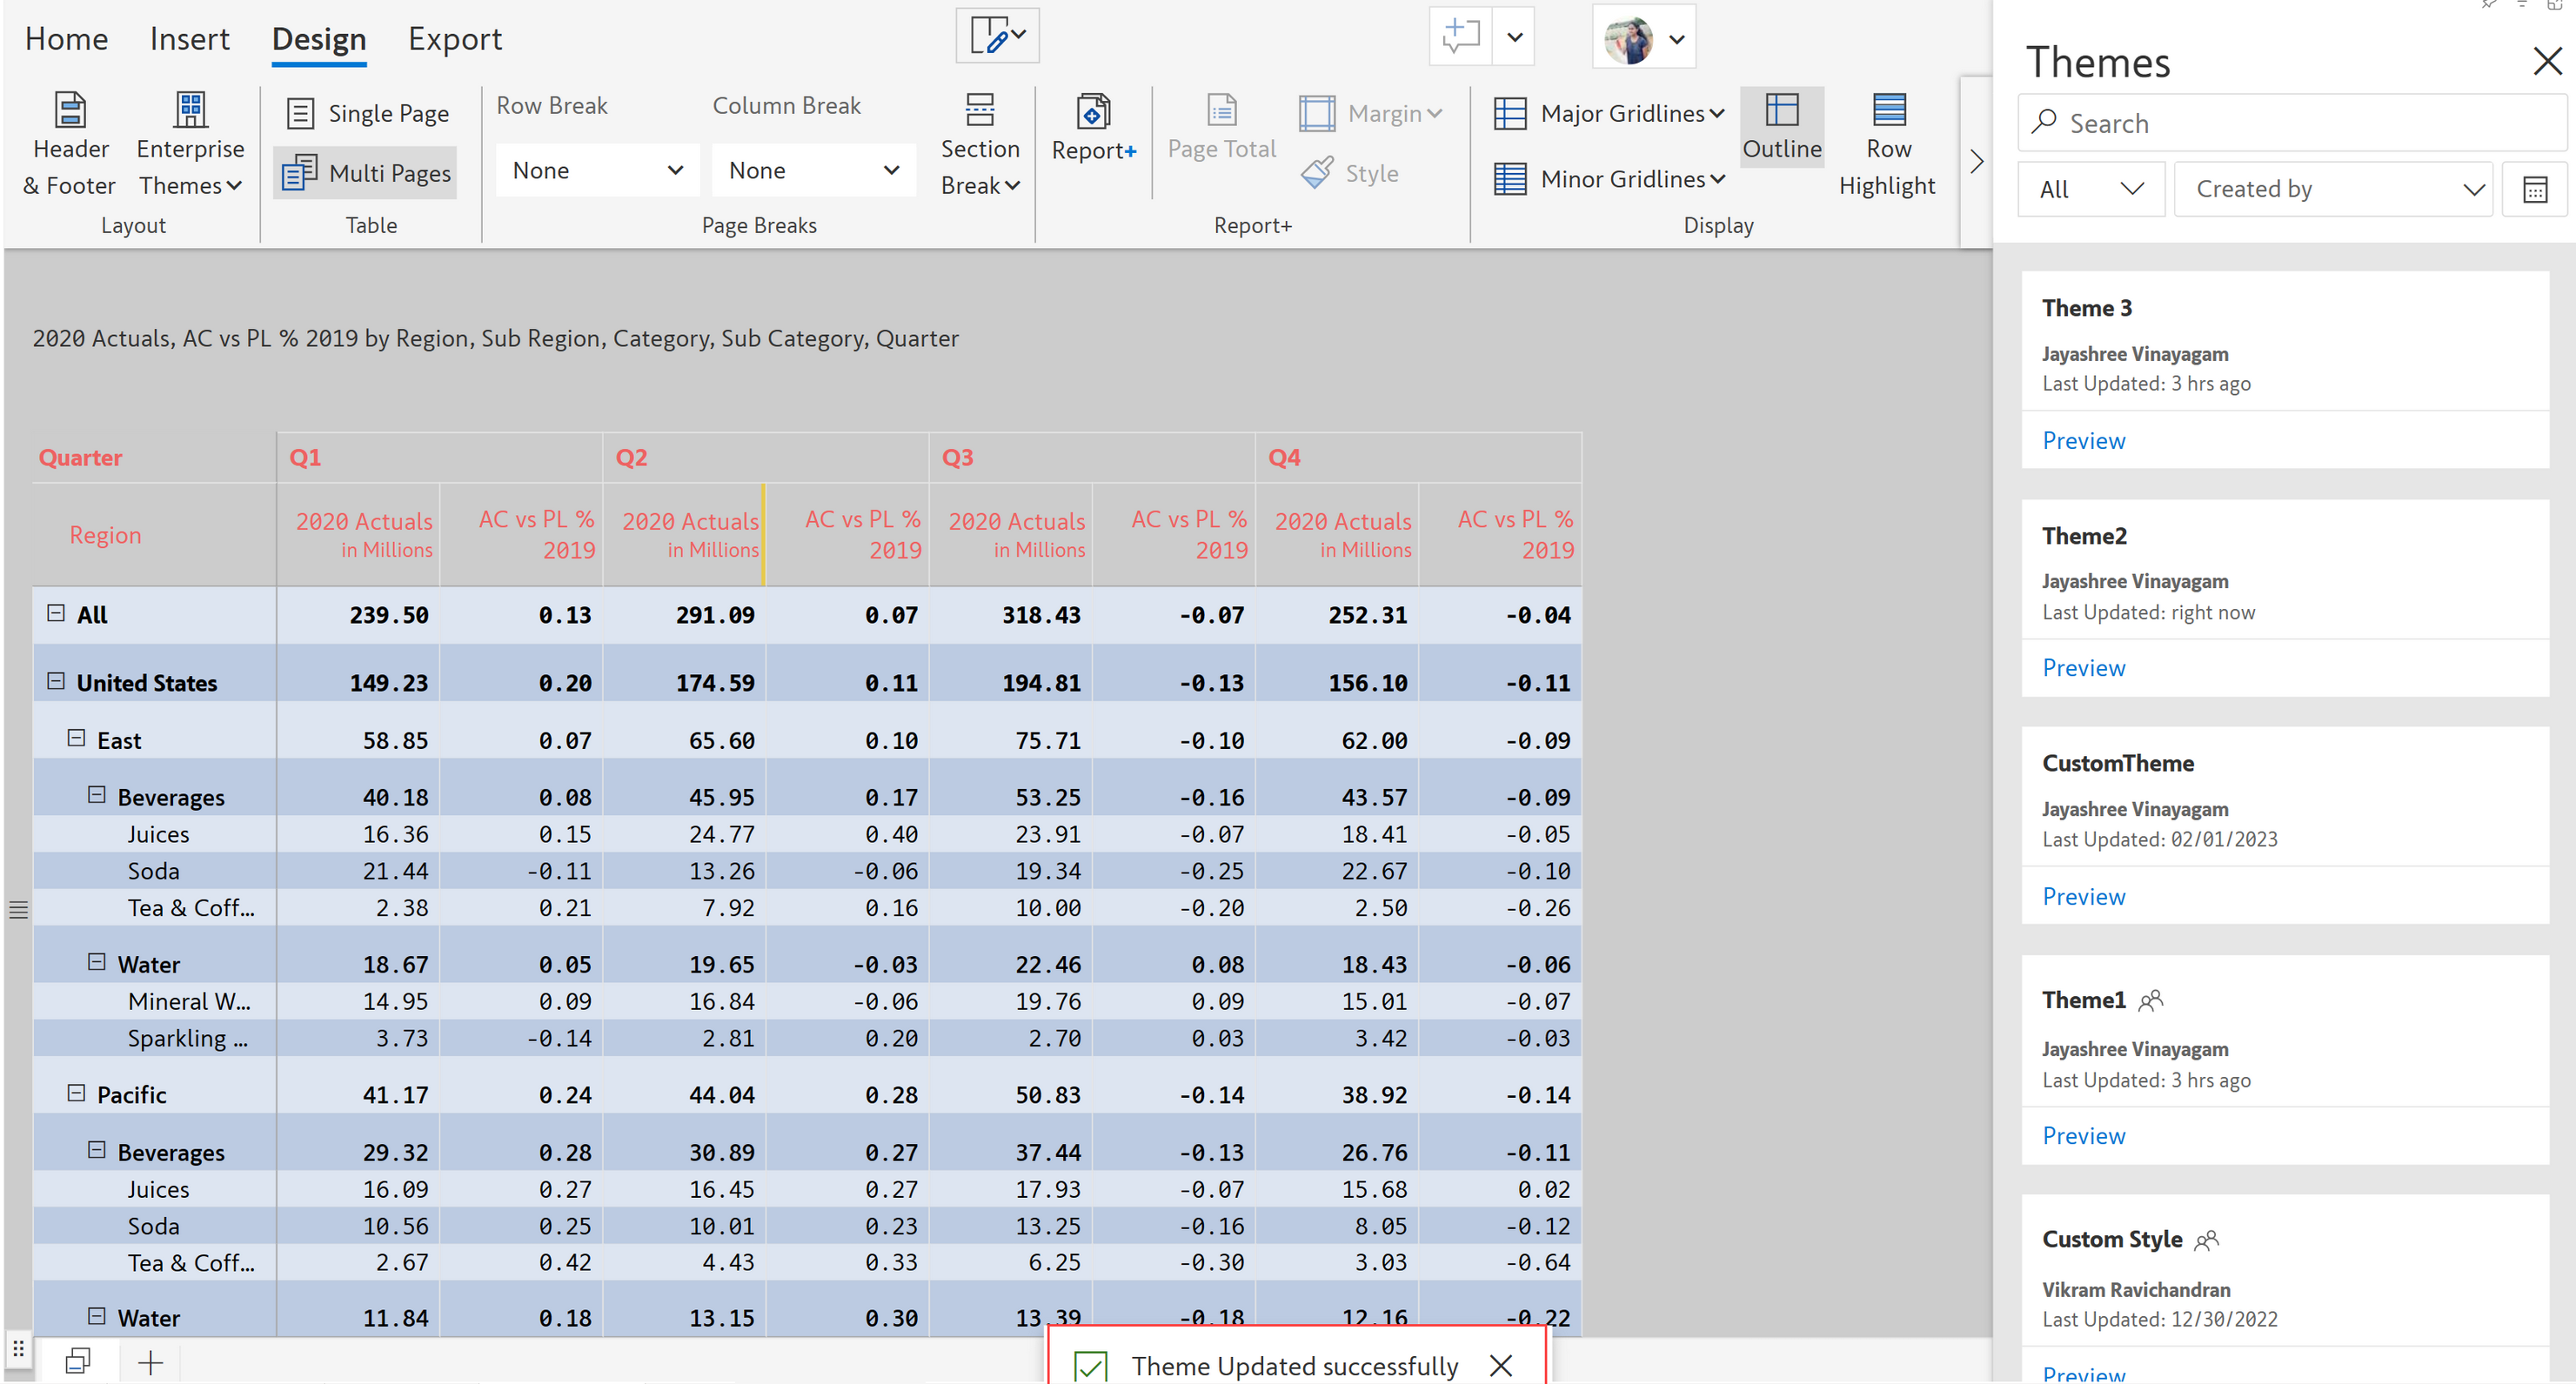 Home Insert Design Export
Header & Footer
Enterprise Themes
Layout
Single Page
Multi Pages
Table
Row Break
None
Column Break
None
Section Break
Page Breaks
Report+
Page Total
Margin
Style
Report+
Major Gridlines
Minor Gridlines
Outline
Row Highlight
Display
2020 Actuals, AC vs PL % 2019 by Region, Sub Region, Category, Sub Category, Quarter
Quarter Q1 Q2 Q3 Q4
Region 2020 Actuals in Millions AC vs PL % 2019 2020 Actuals in Millions AC vs PL % 2019 2020 Actuals in Millions AC vs PL % 2019 2020 Actuals in Millions AC vs PL % 2019
All 239.50 0.13 291.09 0.07 318.43 -0.07 252.31 -0.04
United States 149.23 0.20 174.59 0.11 194.81 -0.13 156.10 -0.11
East 58.85 0.07 65.60 0.10 75.71 -0.10 62.00 -0.09
Beverages 40.18 0.08 45.95 0.17 53.25 -0.16 43.57 -0.09
Juices 16.36 0.15 24.77 0.40 23.91 -0.07 18.41 -0.05
Soda 21.44 -0.11 13.26 -0.06 19.34 -0.25 22.67 -0.10
Tea & Coff... 2.38 0.21 7.92 0.16 10.00 -0.20 2.50 -0.26
Water 18.67 0.05 19.65 -0.03 22.46 0.08 18.43 -0.06
Mineral W... 14.95 0.09 16.84 -0.06 19.76 0.09 15.01 -0.07
Sparkling ... 3.73 -0.14 2.81 0.20 2.70 0.03 3.42 -0.03
Pacific 41.17 0.24 44.04 0.28 50.83 -0.14 38.92 -0.14
Beverages 29.32 0.28 30.89 0.27 37.44 -0.13 26.76 -0.11
Juices 16.09 0.27 16.45 0.27 17.93 -0.07 15.68 0.02
Soda 10.56 0.25 10.01 0.23 13.25 -0.16 8.05 -0.12
Tea & Coff... 2.67 0.42 4.43 0.33 6.25 -0.30 3.03 -0.64
Water 11.84 0.18 13.15 0.30 13.39 -0.18 12.16 -0.22
Theme Updated successfully
Themes
Search
All
Created by
Theme 3
Jayashree Vinayagam
Last Updated: 3 hrs ago
Preview
Theme2
Jayashree Vinayagam
Last Updated: right now
Preview
CustomTheme
Jayashree Vinayagam
Last Updated: 02/01/2023
Preview
Theme1
Jayashree Vinayagam
Last Updated: 3 hrs ago
Preview
Custom Style
Vikram Ravichandran
Last Updated: 12/30/2022
Preview